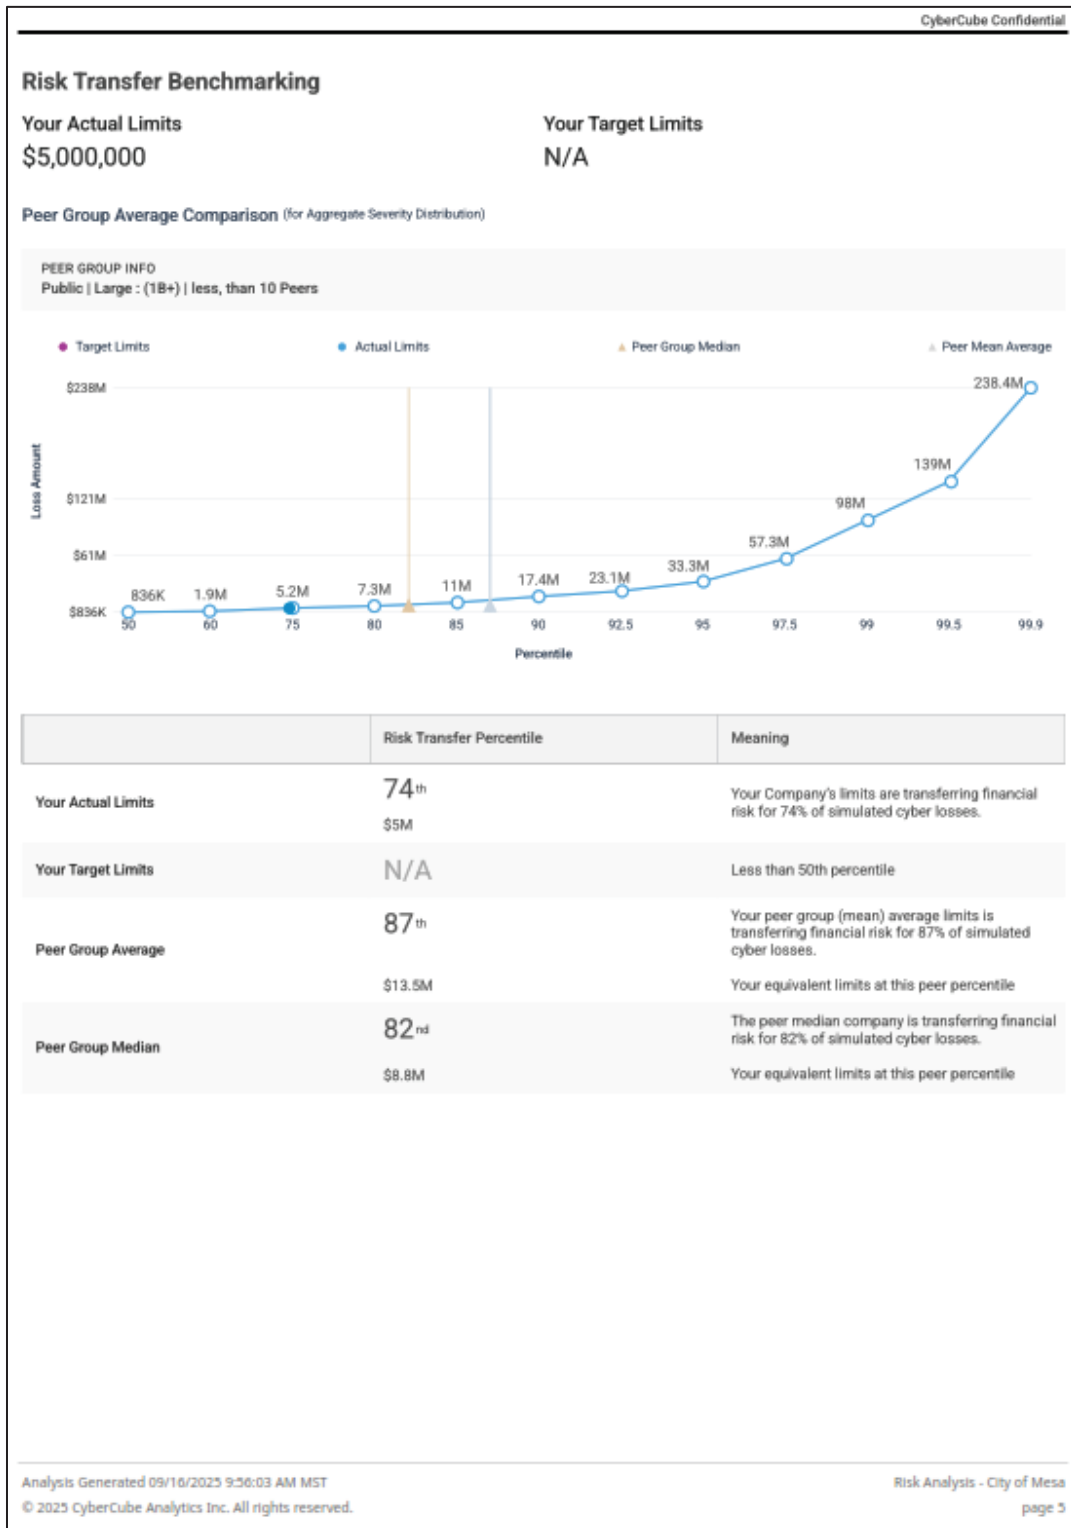 CyberCube Confidential
Risk Transfer Benchmarking
Your Actual Limits
$5,000,000
Your Target Limits
N/A
Peer Group Average Comparison (for Aggregate Severity Distribution)
PEER GROUP INFO
Public | Large : (1B+) | less, than 10 Peers
Target Limits
Actual Limits
Peer Group Median
Peer Mean Average
Loss Amount
$238M
$121M
$61M
$836K
836K
1.9M
5.2M
7.3M
11M
17.4M
23.1M
33.3M
57.3M
98M
139M
238.4M
50
60
75
80
85
90
92.5
95
97.5
99
99.5
99.9
Percentile
Risk Transfer Percentile
Meaning
Your Actual Limits
74th
$5M
Your Company's limits are transferring financial
risk for 74% of simulated cyber losses.
Your Target Limits
N/A
Less than 50th percentile
Peer Group Average
87th
$13.5M
Your peer group (mean) average limits is
transferring financial risk for 87% of simulated
cyber losses.
Your equivalent limits at this peer percentile
Peer Group Median
82nd
$8.8M
The peer median company is transferring financial
risk for 82% of simulated cyber losses.
Your equivalent limits at this peer percentile
Analysis Generated 09/16/2025 9:56:03 AM MST
© 2025 CyberCube Analytics Inc. All rights reserved.
Risk Analysis - City of Mesa
page 5